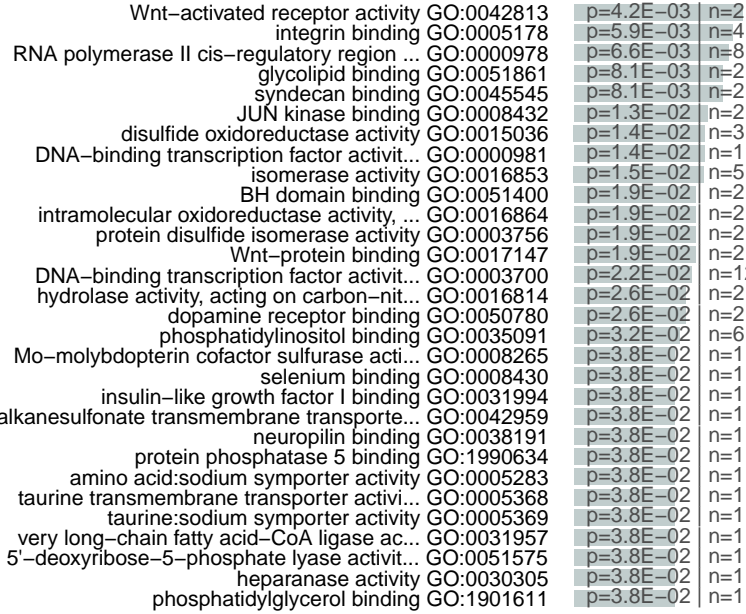 Wnt−activated receptor activity GO:0042813 p=4.2E−03 n=2
integrin binding GO:0005178 p=5.9E−03 n=4
RNA polymerase II cis−regulatory region ... GO:0000978 p=6.6E−03 n=8
glycolipid binding GO:0051861 p=8.1E−03 n=2
syndecan binding GO:0045545 p=8.1E−03 n=2
JUN kinase binding GO:0008432 p=1.3E−02 n=2
disulfide oxidoreductase activity GO:0015036 p=1.4E−02 n=3
DNA−binding transcription factor activit... GO:0000981 p=1.4E−02 n=1
isomerase activity GO:0016853 p=1.5E−02 n=5
BH domain binding GO:0051400 p=1.9E−02 n=2
intramolecular oxidoreductase activity, ... GO:0016864 p=1.9E−02 n=2
protein disulfide isomerase activity GO:0003756 p=1.9E−02 n=2
Wnt−protein binding GO:0017147 p=1.9E−02 n=2
DNA−binding transcription factor activit... GO:0003700 p=2.2E−02 n=12
hydrolase activity, acting on carbon−nit... GO:0016814 p=2.6E−02 n=2
dopamine receptor binding GO:0050780 p=2.6E−02 n=2
phosphatidylinositol binding GO:0035091 p=3.2E−02 n=6
Mo−molybdopterin cofactor sulfurase acti... GO:0008265 p=3.8E−02 n=1
selenium binding GO:0008430 p=3.8E−02 n=1
insulin−like growth factor I binding GO:0031994 p=3.8E−02 n=1
alkanesulfonate transmembrane transporte... GO:0042959 p=3.8E−02 n=1
neuropilin binding GO:0038191 p=3.8E−02 n=1
protein phosphatase 5 binding GO:1990634 p=3.8E−02 n=1
amino acid:sodium symporter activity GO:0005283 p=3.8E−02 n=1
taurine transmembrane transporter activi... GO:0005368 p=3.8E−02 n=1
taurine:sodium symporter activity GO:0005369 p=3.8E−02 n=1
very long−chain fatty acid−CoA ligase ac... GO:0031957 p=3.8E−02 n=1
5'−deoxyribose−5−phosphate lyase activit... GO:0051575 p=3.8E−02 n=1
heparanase activity GO:0030305 p=3.8E−02 n=1
phosphatidylglycerol binding GO:1901611 p=3.8E−02 n=1